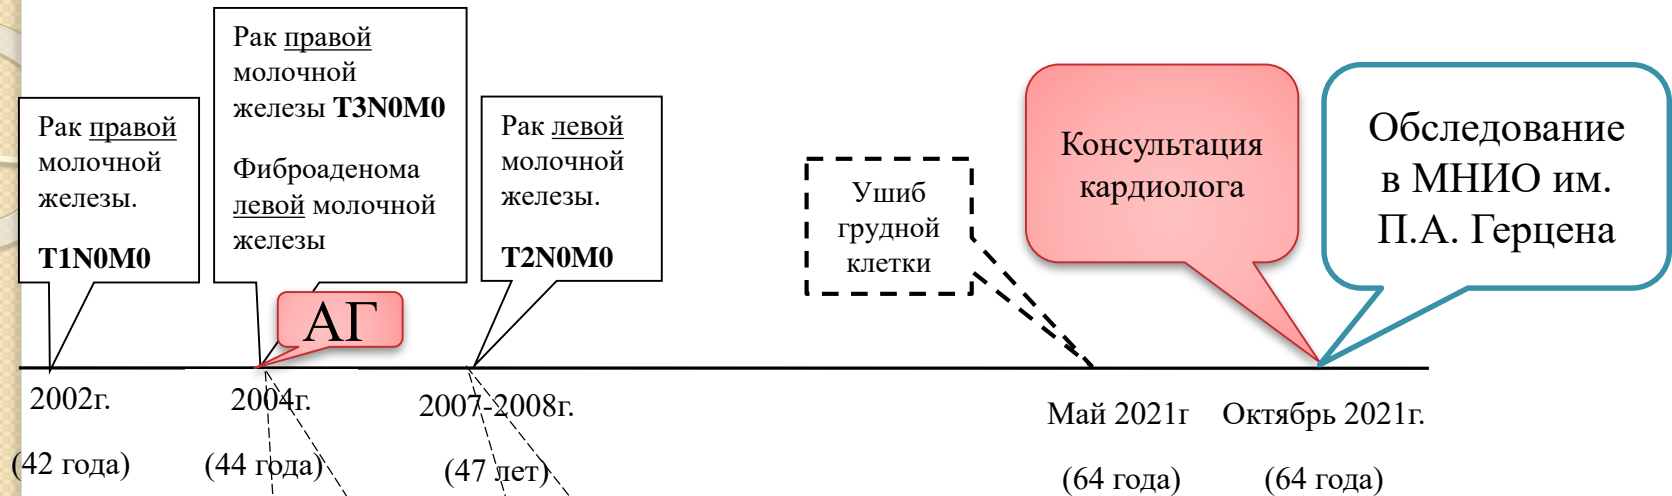 Рак правой
молочной
железы.
T1N0M0
Рак правой
молочной
железы T3N0M0
Фиброаденома
левой молочной
железы
АГ
Рак левой
молочной
железы.
T2N0M0
Ушиб
грудной
клетки
Консультация
кардиолога
Обследование
в МНИО им.
П.А. Герцена
2002г.
(42 года)
2004г.
(44 года)
2007-2008г.
(47 лет)
Май 2021г
(64 года)
Октябрь 2021г.
(64 года)